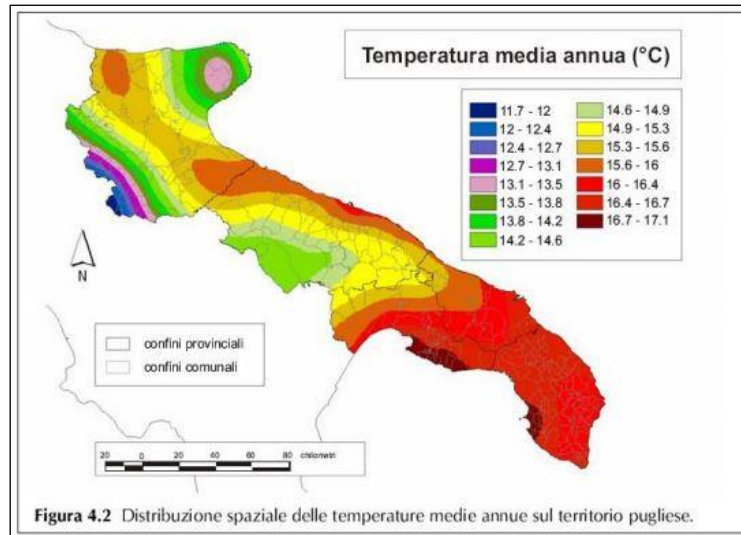 Temperatura media annua (°C)
11.7 - 12
12 - 12.4
12.4 - 12.7
12.7 - 13.1
13.1 - 13.5
13.5 - 13.8
13.8 - 14.2
14.2 - 14.6
14.6 - 14.9
14.9 - 15.3
15.3 - 15.6
15.6 - 16
16 - 16.4
16.4 - 16.7
16.7 - 17.1
N
confini provinciali
confini comunali
20 0 20 40 60 80 chilometri
Figura 4.2 Distribuzione spaziale delle temperature medie annue sul territorio pugliese.